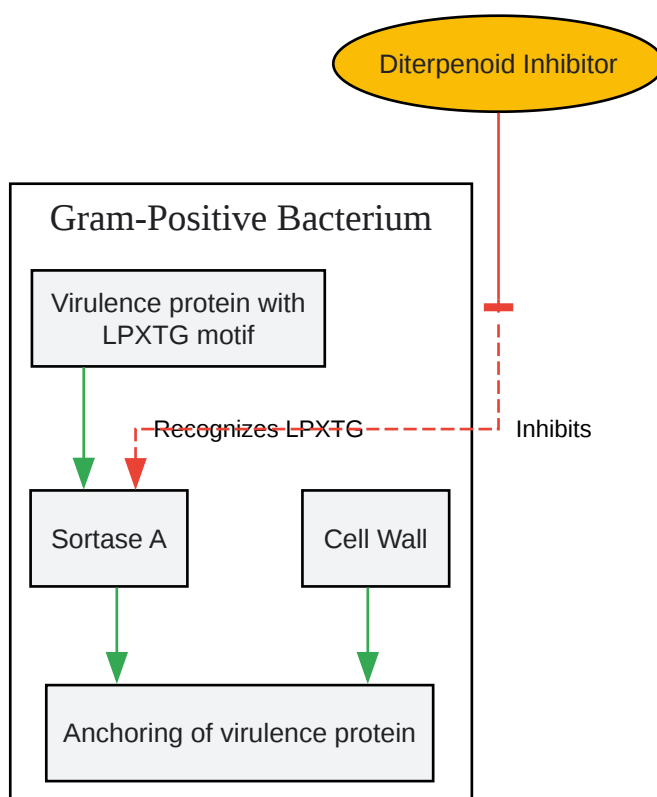 Diterpenoid Inhibitor
Gram-Positive Bacterium
Virulence protein with
LPXTG motif
Recognizes LPXTG
Inhibits
Sortase A
Cell Wall
Anchoring of virulence protein